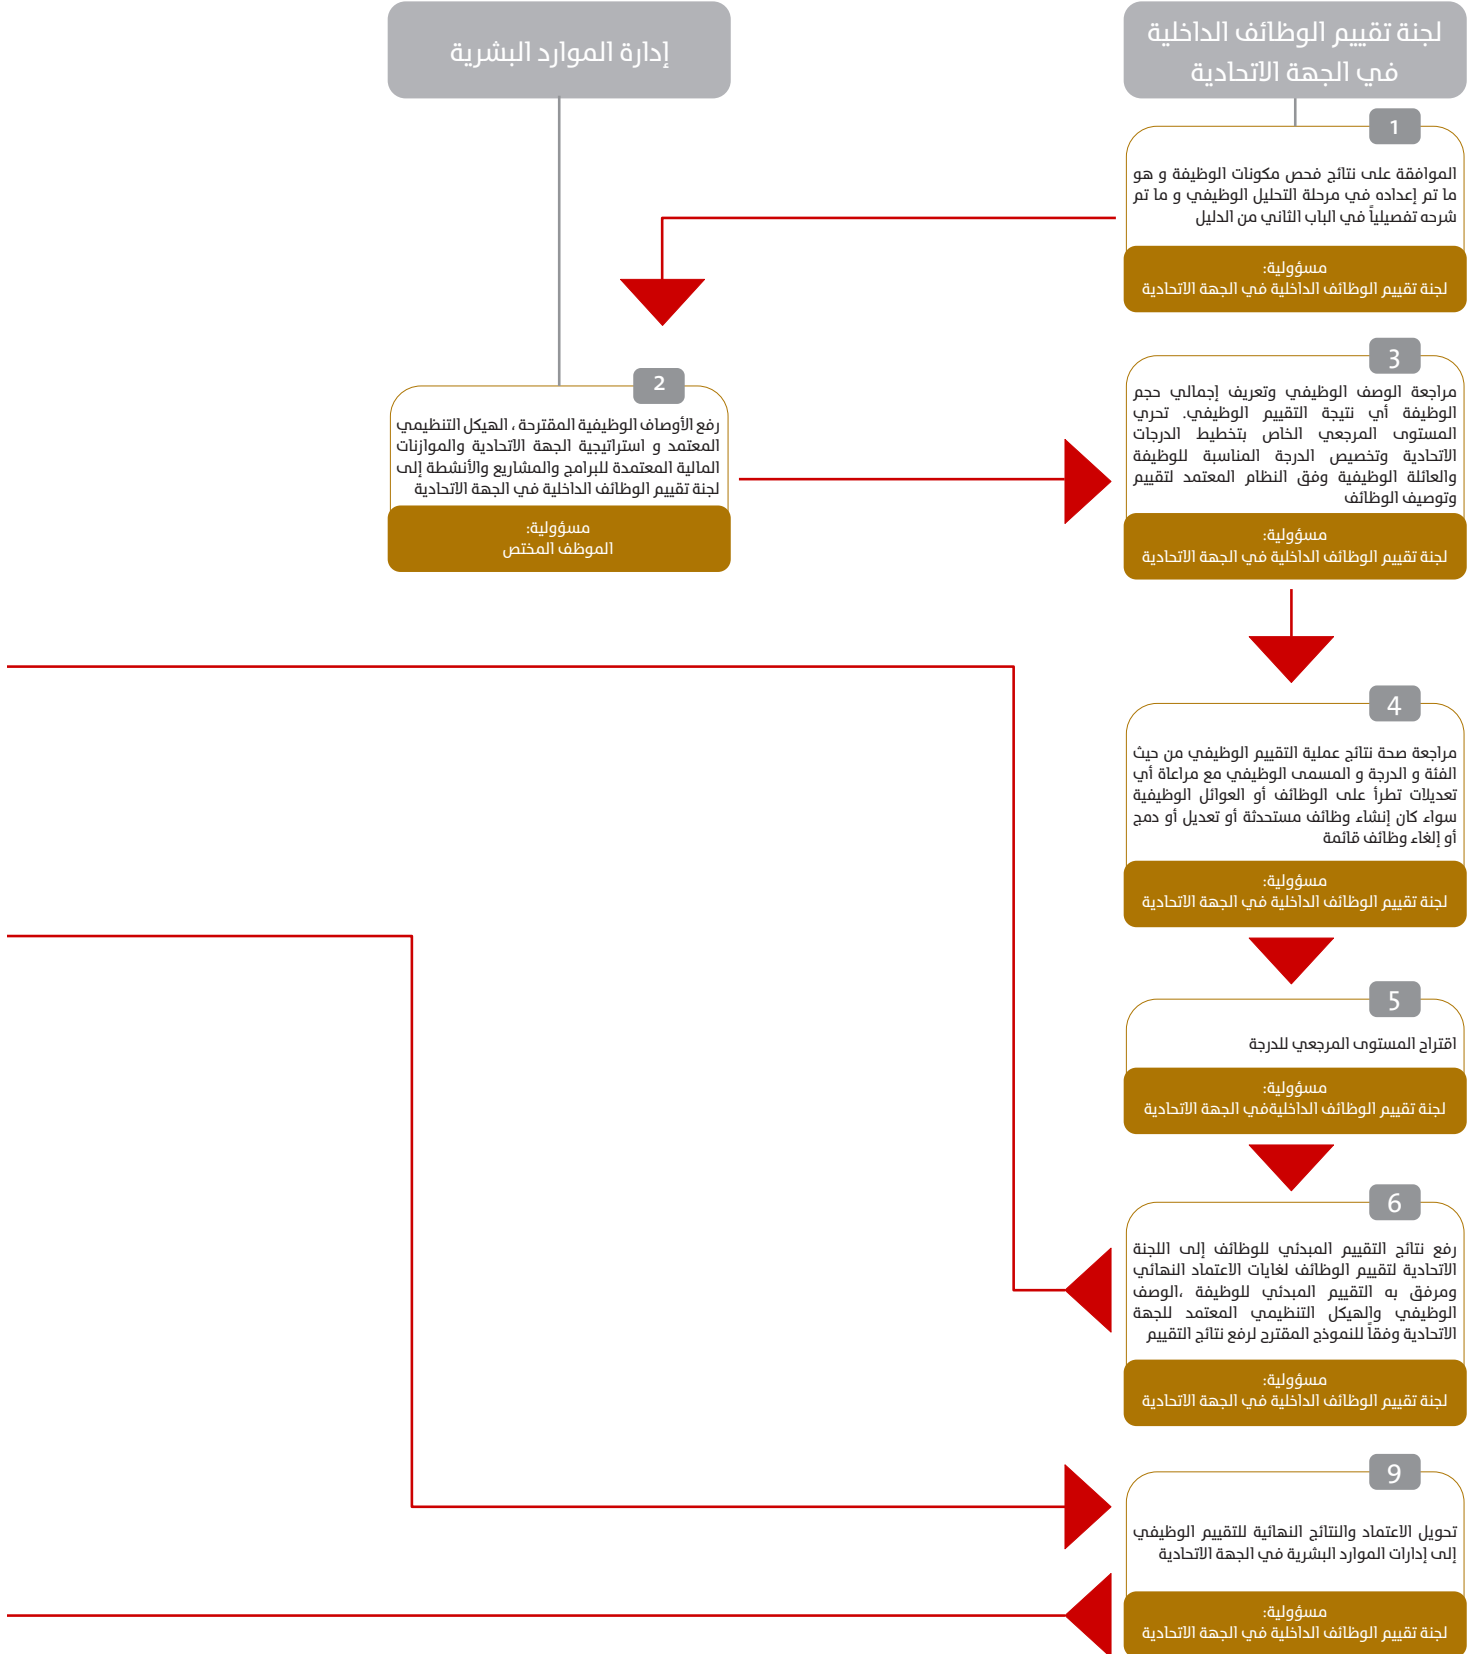 لجنة تقييم الوظائف الداخلية
في الجهة الاتحادية
إدارة الموارد البشرية
1
الموافقة على نتائج فحص مكونات الوظيفة و هو
ما تم إعداده في مرحلة التحليل الوظيفي و ما تم
شرحه تفصيلياً في الباب الثاني من الدليل
مسؤولية:
لجنة تقييم الوظائف الداخلية في الجهة الاتحادية
2
رفع الأوصاف الوظيفية المقترحة ، الهيكل التنظيمي
المعتمد و استراتيجية الجهة الاتحادية والموازنات
المالية المعتمدة للبرامج والمشاريع والأنشطة إلى
لجنة تقييم الوظائف الداخلية في الجهة الاتحادية
مسؤولية:
الموظف المختص
3
مراجعة الوصف الوظيفي وتعريف إجمالي حجم
الوظيفة أي نتيجة التقييم الوظيفي. تحري
المستوى المرجعي الخاص بتخطيط الدرجات
الاتحادية وتخصيص الدرجة المناسبة للوظيفة
والعائلة الوظيفية وفق النظام المعتمد لتقييم
وتوصيف الوظائف
مسؤولية:
لجنة تقييم الوظائف الداخلية في الجهة الاتحادية
4
مراجعة صحة نتائج عملية التقييم الوظيفي من حيث
الفئة و الدرجة و المسمى الوظيفي مع مراعاة أي
تعديلات تطرأ على الوظائف أو العوائل الوظيفية
سواء كان إنشاء وظائف مستحدثة أو تعديل أو دمج
أو إلغاء وظائف قائمة
مسؤولية:
لجنة تقييم الوظائف الداخلية في الجهة الاتحادية
5
اقتراح المستوى المرجعي للدرجة
مسؤولية:
لجنة تقييم الوظائف الداخليةفي الجهة الاتحادية
6
رفع نتائج التقييم المبدئي للوظائف إلى اللجنة
الاتحادية لتقييم الوظائف لغايات الاعتماد النهائي
ومرفق به التقييم المبدئي للوظيفة ،الوصف
الوظيفي والهيكل التنظيمي المعتمد للجهة
الاتحادية وفقاً للنموذج المقترح لرفع نتائج التقييم
مسؤولية:
لجنة تقييم الوظائف الداخلية في الجهة الاتحادية
9
تحويل الاعتماد والنتائج النهائية للتقييم الوظيفي
إلى إدارات الموارد البشرية في الجهة الاتحادية
مسؤولية:
لجنة تقييم الوظائف الداخلية في الجهة الاتحادية